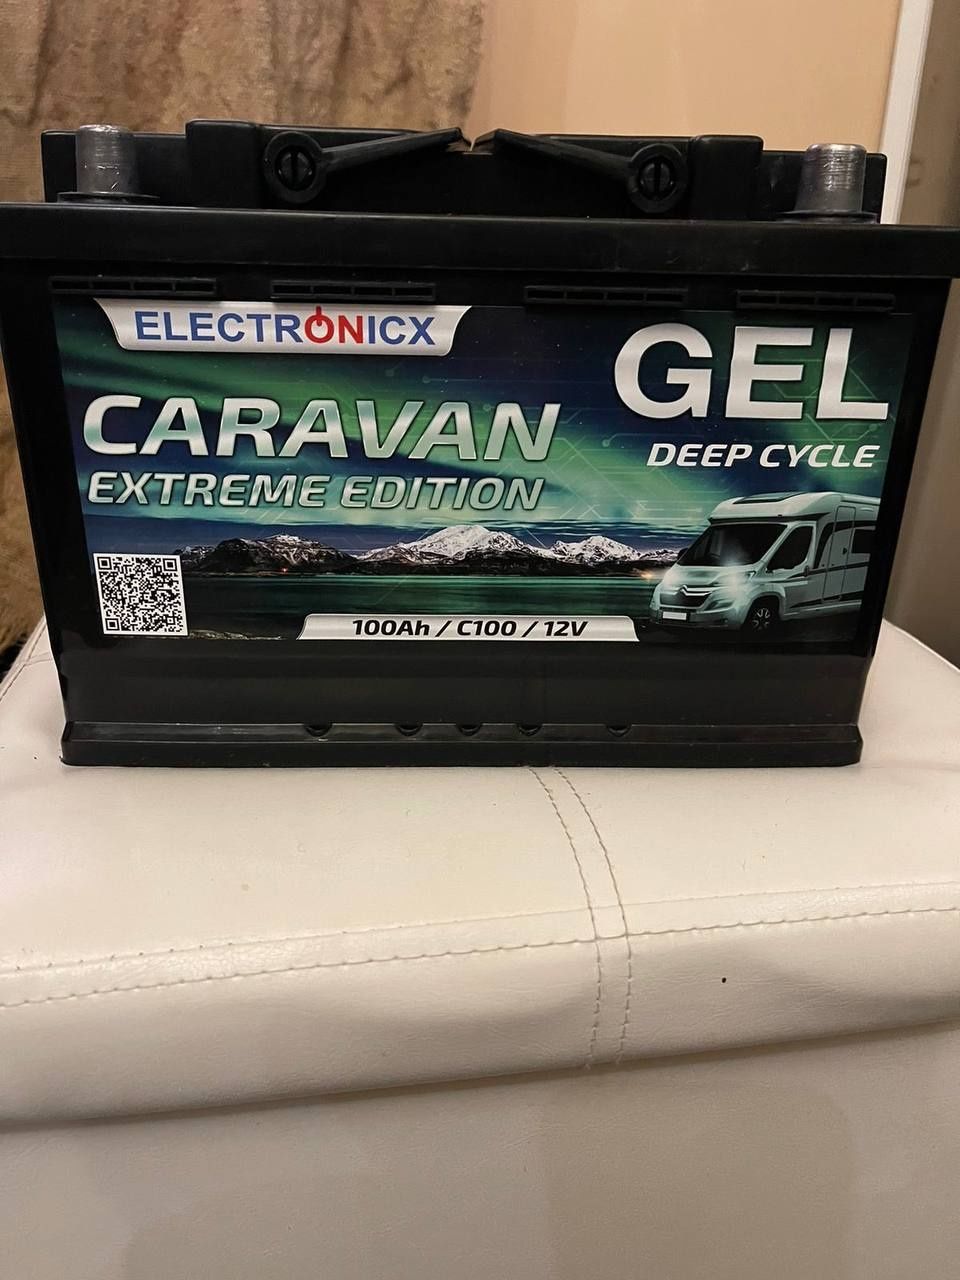 ELECTRONICX
GEL
DEEP CYCLE
CARAVAN
EXTREME EDITION
100Ah / C100 / 12V